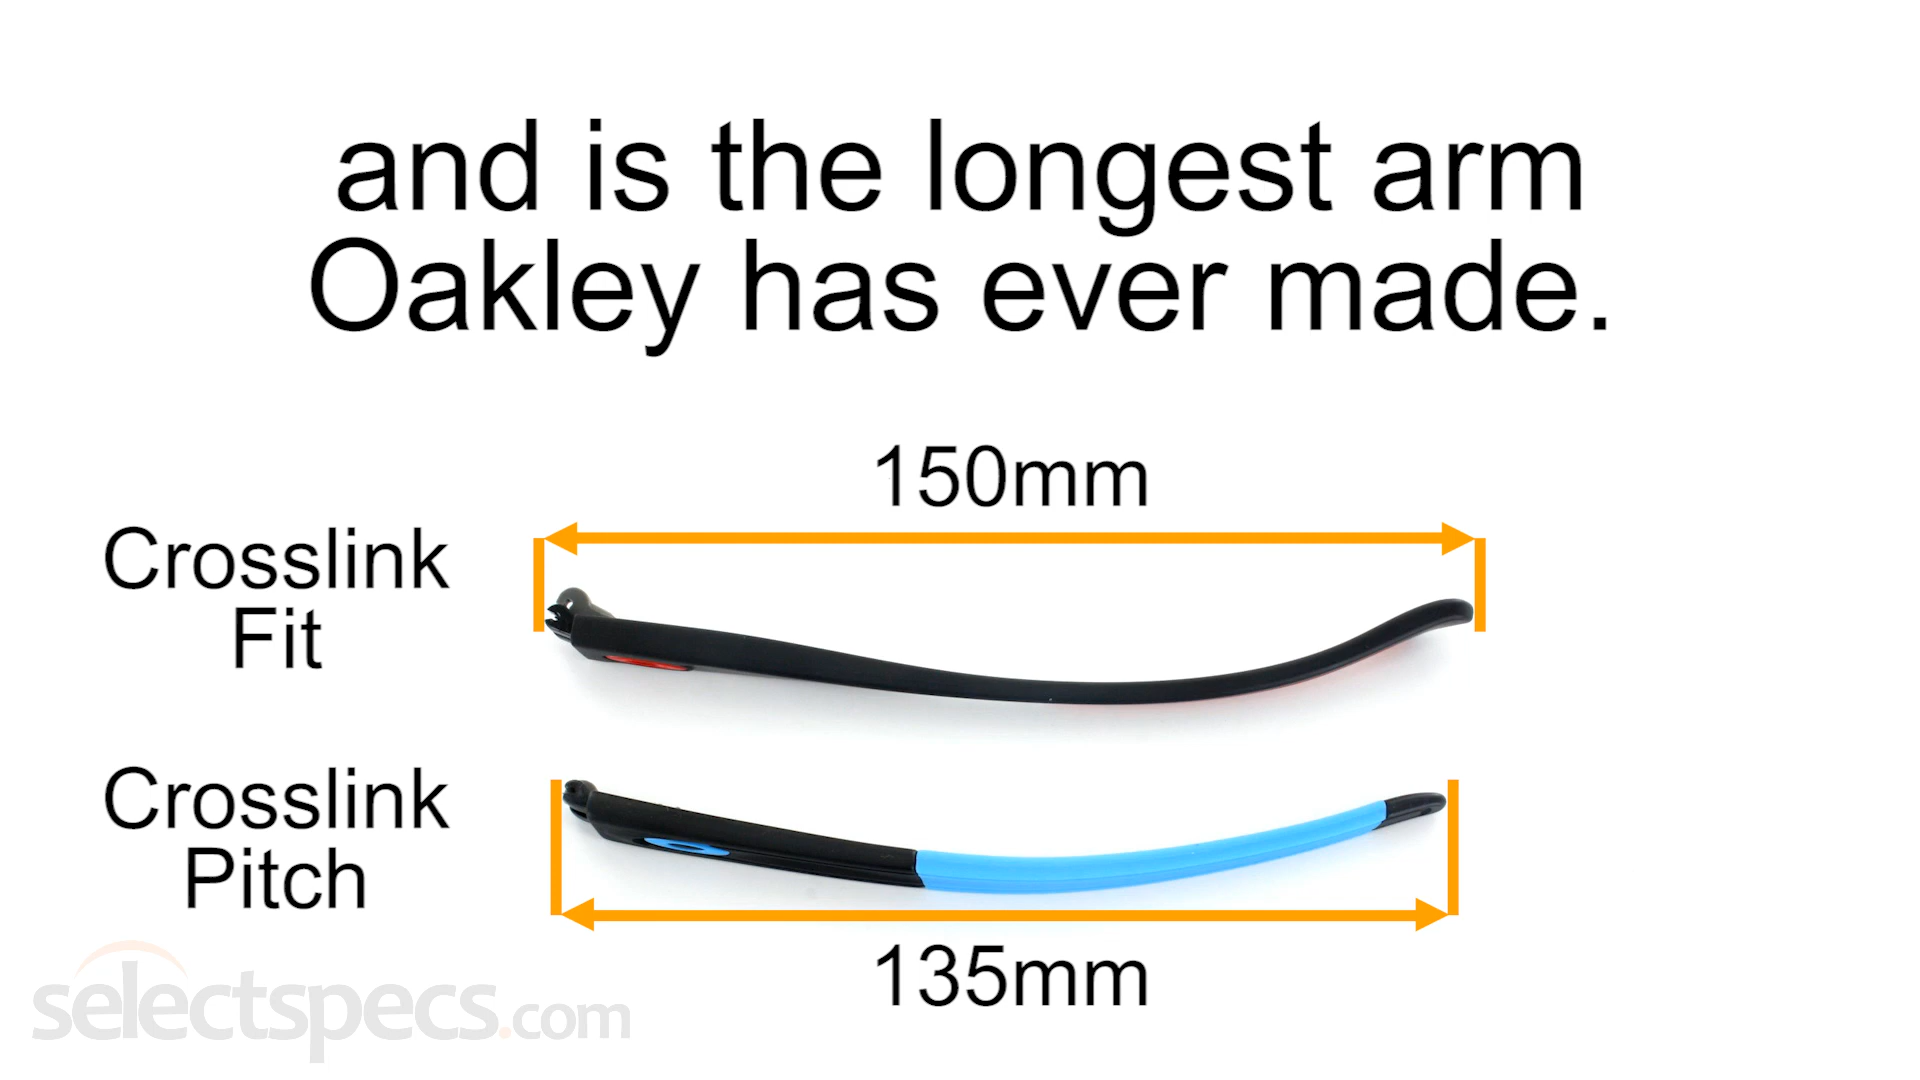 and is the longest arm
Oakley has ever made.
150mm
Crosslink
Fit
Crosslink
Pitch
135mm
selectspecs.com